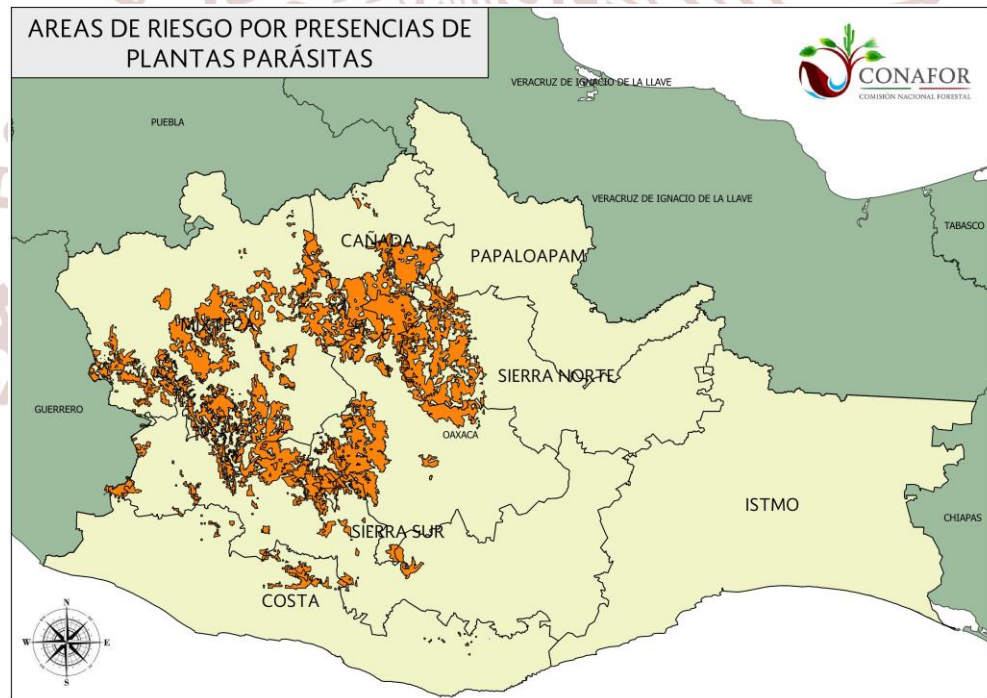 AREAS DE RIESGO POR PRESENCIAS DE
PLANTAS PARÁSITAS
CONAFOR
COMISIÓN NACIONAL FORESTAL
VERACRUZ DE IGNACIO DE LA LLAVE
PUEBLA
VERACRUZ DE IGNACIO DE LA LLAVE
TABASCO
CAÑADA
PAPALOAPAM
MIXTECA
SIERRA NORTE
GUERRERO
OAXACA
ISTMO
CHIAPAS
SIERRA SUR
COSTA
N
W
E
S